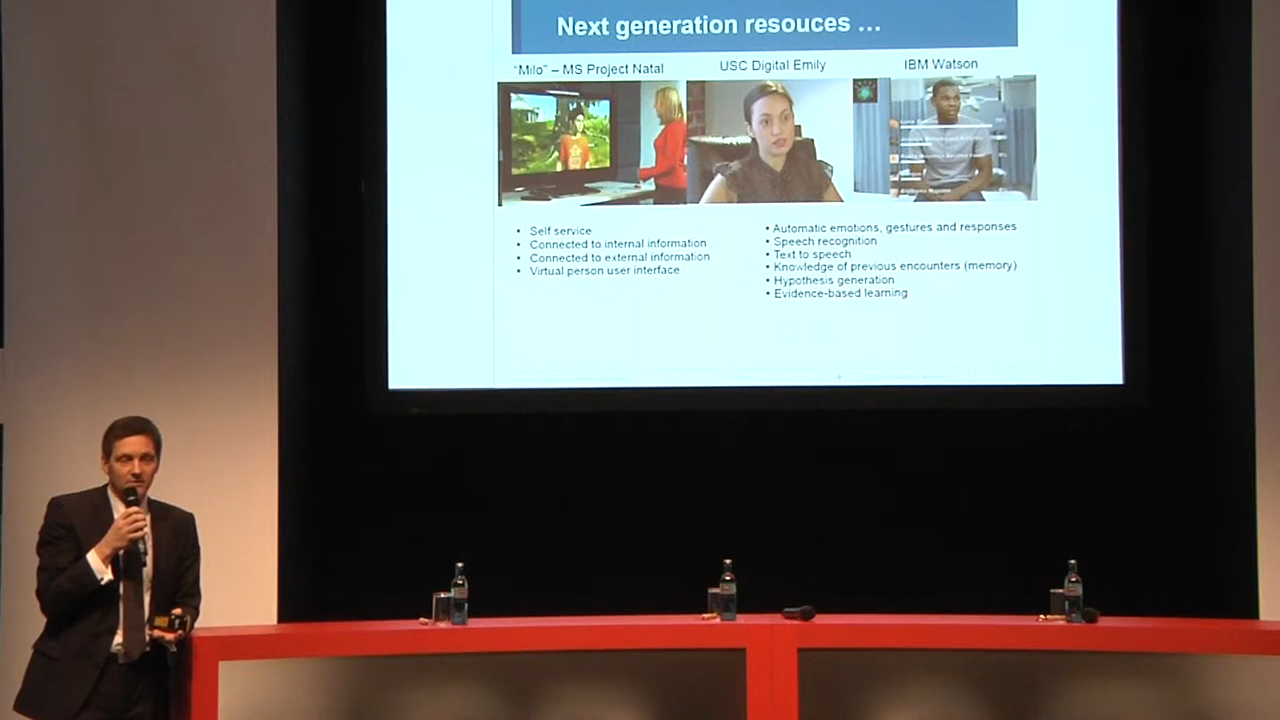 Next generation resouces ...
"Milo" – MS Project Natal
USC Digital Emily
IBM Watson
• Self service
• Connected to internal information
• Connected to external information
• Virtual person user interface
• Automatic emotions, gestures and responses
• Speech recognition
• Text to speech
• Knowledge of previous encounters (memory)
• Hypothesis generation
• Evidence-based learning